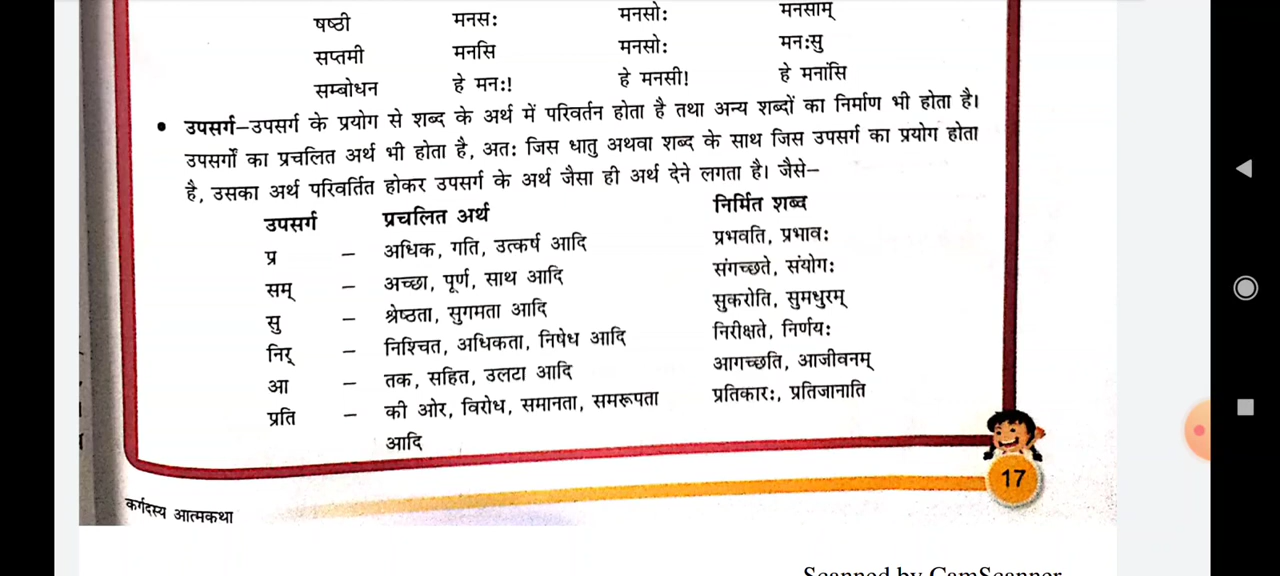 षष्ठी मनसः मनसोः मनसाम्
सप्तमी मनसि मनसोः मनःसु
सम्बोधन हे मनः! हे मनसी! हे मनांसि
• उपसर्ग–उपसर्ग के प्रयोग से शब्द के अर्थ में परिवर्तन होता है तथा अन्य शब्दों का निर्माण भी होता है।
उपसर्गों का प्रचलित अर्थ भी होता है, अतः जिस धातु अथवा शब्द के साथ जिस उपसर्ग का प्रयोग होता
है, उसका अर्थ परिवर्तित होकर उपसर्ग के अर्थ जैसा ही अर्थ देने लगता है। जैसे–
उपसर्ग प्रचलित अर्थ निर्मित शब्द
प्र – अधिक, गति, उत्कर्ष आदि प्रभवति, प्रभावः
सम् – अच्छा, पूर्ण, साथ आदि संगच्छते, संयोगः
सु – श्रेष्ठता, सुगमता आदि सुकरोति, सुमधुरम्
निर् – निश्चित, अधिकता, निषेध आदि निरीक्षते, निर्णयः
आ – तक, सहित, उलटा आदि आगच्छति, आजीवनम्
प्रति – की ओर, विरोध, समानता, समरूपता प्रतिकारः, प्रतिजानाति
आदि
17
कर्गदस्य आत्मकथा
Scanned by CamScanner